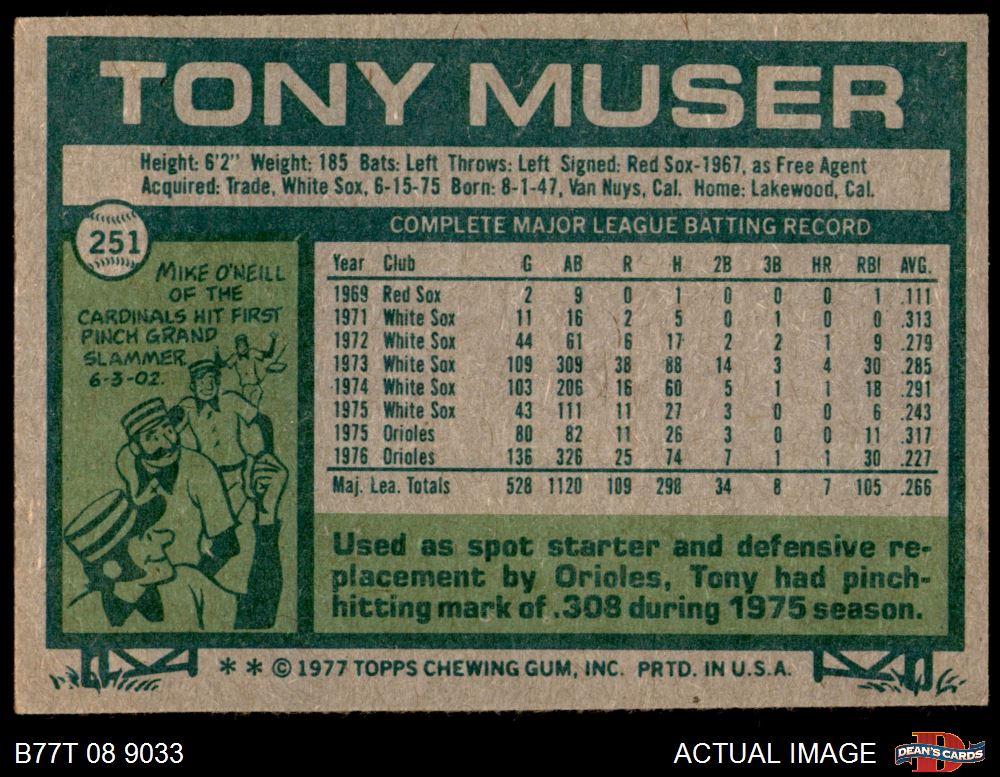 TONY MUSER
Height: 6'2" Weight: 185 Bats: Left Throws: Left Signed: Red Sox-1967, as Free Agent
Acquired: Trade, White Sox, 6-15-75 Born: 8-1-47, Van Nuys, Cal. Home: Lakewood, Cal.
251
MIKE O'NEILL
OF THE
CARDINALS HIT FIRST
PINCH GRAND
SLAMMER
6-3-02.
COMPLETE MAJOR LEAGUE BATTING RECORD
Year Club G AB R H 2B 3B HR RBI AVG.
1969 Red Sox 2 9 0 1 0 0 0 1 .111
1971 White Sox 11 16 2 5 0 1 0 0 .313
1972 White Sox 44 61 6 17 2 2 1 9 .279
1973 White Sox 109 309 38 88 14 3 4 30 .285
1974 White Sox 103 206 16 60 5 1 1 18 .291
1975 White Sox 43 111 11 27 3 0 0 6 .243
1975 Orioles 80 82 11 26 3 0 0 11 .317
1976 Orioles 136 326 25 74 7 1 1 30 .227
Maj. Lea. Totals 528 1120 109 298 34 8 7 105 .266
Used as spot starter and defensive re-
placement by Orioles, Tony had pinch-
hitting mark of .308 during 1975 season.
* * © 1977 TOPPS CHEWING GUM, INC. PRTD. IN U.S.A.
B77T 08 9033
ACTUAL IMAGE
D
DEAN'S CARDS